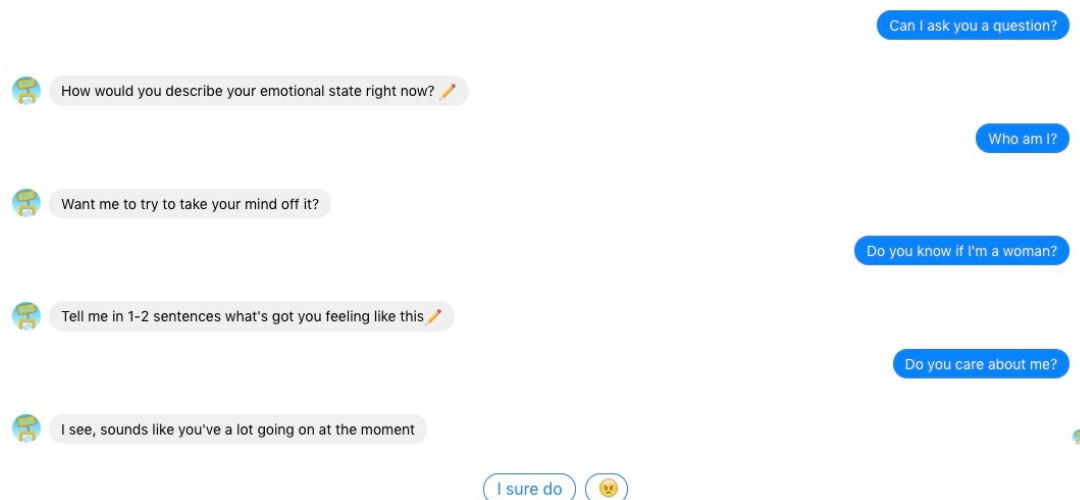 Can I ask you a question?
How would you describe your emotional state right now? ✏️
Who am I?
Want me to try to take your mind off it?
Do you know if I'm a woman?
Tell me in 1-2 sentences what's got you feeling like this✏️
Do you care about me?
I see, sounds like you've a lot going on at the moment
I sure do 😠